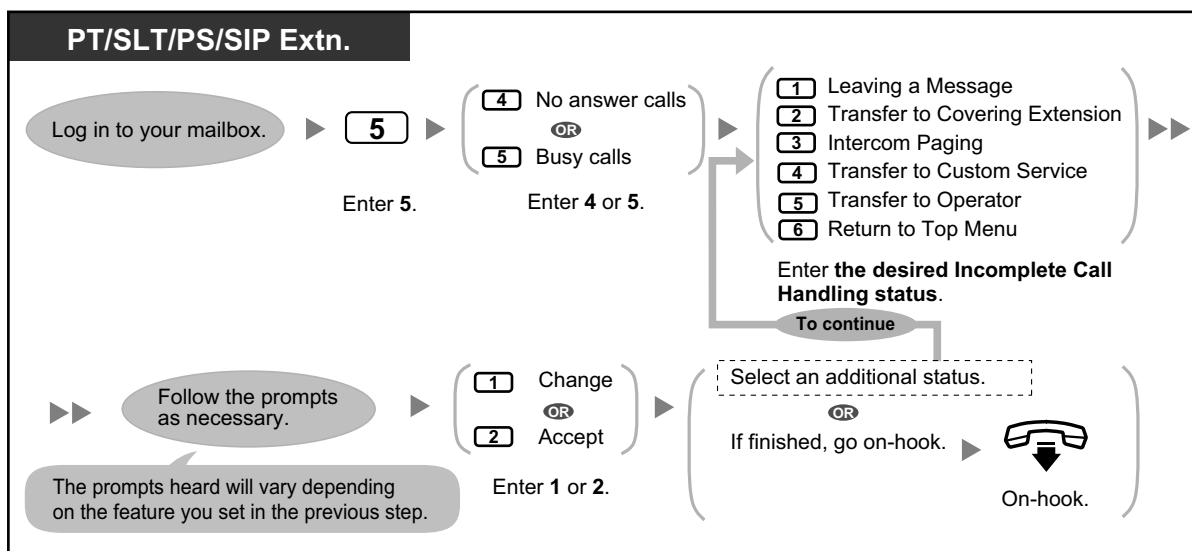 PT/SLT/PS/SIP Extn.
Log in to your mailbox.
5
Enter 5.
4 No answer calls
OR
5 Busy calls
Enter 4 or 5.
1 Leaving a Message
2 Transfer to Covering Extension
3 Intercom Paging
4 Transfer to Custom Service
5 Transfer to Operator
6 Return to Top Menu
Enter the desired Incomplete Call
Handling status.
To continue
Follow the prompts
as necessary.
The prompts heard will vary depending
on the feature you set in the previous step.
1 Change
OR
2 Accept
Enter 1 or 2.
Select an additional status.
OR
If finished, go on-hook.
On-hook.